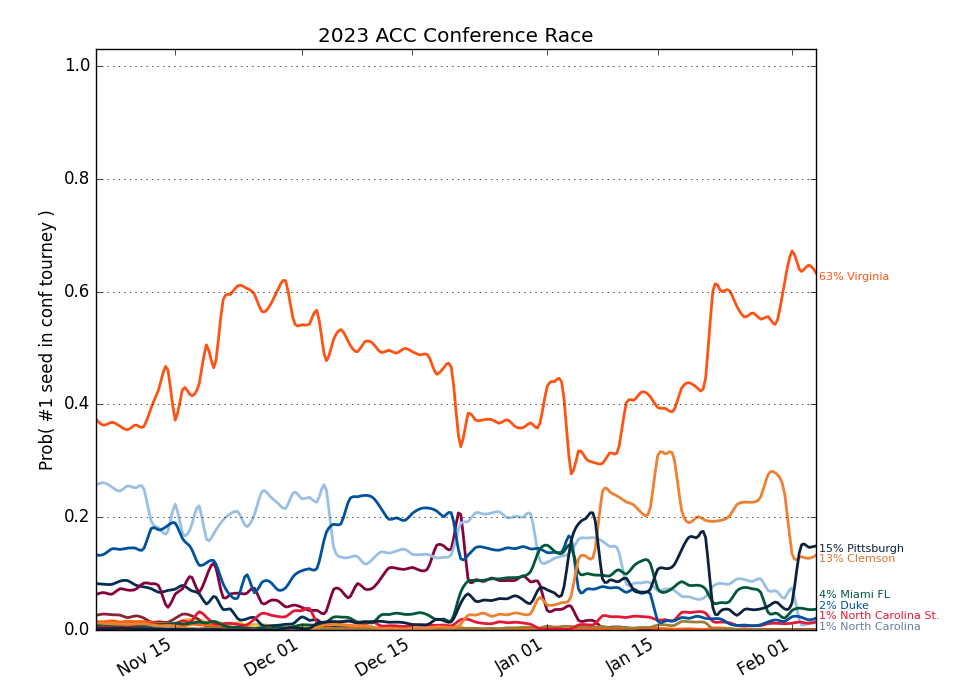 2023 ACC Conference Race
Prob( #1 seed in conf tourney )
1.0
0.8
0.6
0.4
0.2
0.0
Nov 15
Dec 01
Dec 15
Jan 01
Jan 15
Feb 01
63% Virginia
15% Pittsburgh
13% Clemson
4% Miami FL
2% Duke
1% North Carolina St.
1% North Carolina